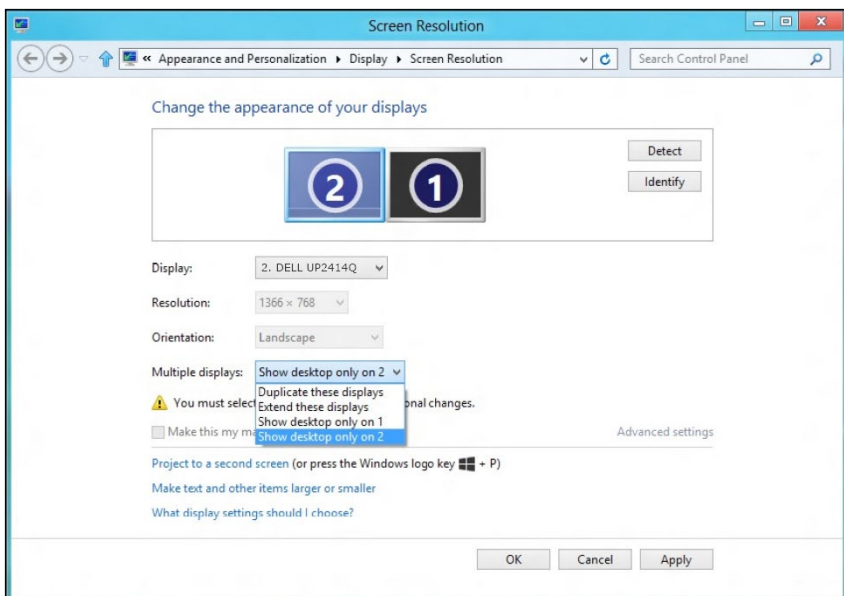 Screen Resolution
« Appearance and Personalization ▸ Display ▸ Screen Resolution
Search Control Panel
Change the appearance of your displays
2
1
Detect
Identify
Display: 2. DELL UP2414Q
Resolution: 1366 × 768
Orientation: Landscape
Multiple displays: Show desktop only on 2
Duplicate these displays
You must selec
Extend these displays
onal changes.
Show desktop only on 1
Make this my m
Show desktop only on 2
Advanced settings
Project to a second screen (or press the Windows logo key + P)
Make text and other items larger or smaller
What display settings should I choose?
OK Cancel Apply